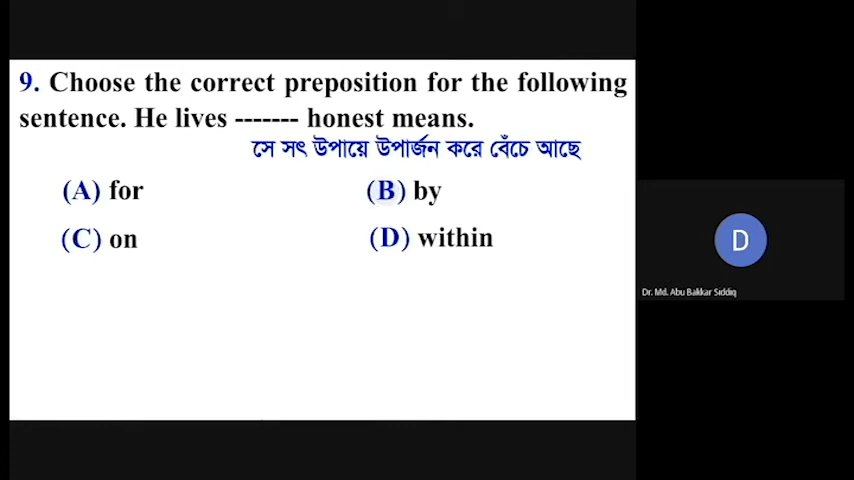 9. Choose the correct preposition for the following
sentence. He lives ------- honest means.
সে সৎ উপায়ে উপার্জন করে বেঁচে আছে
(A) for
(B) by
(C) on
(D) within
D
Dr. Md. Abu Bakkar Siddiq